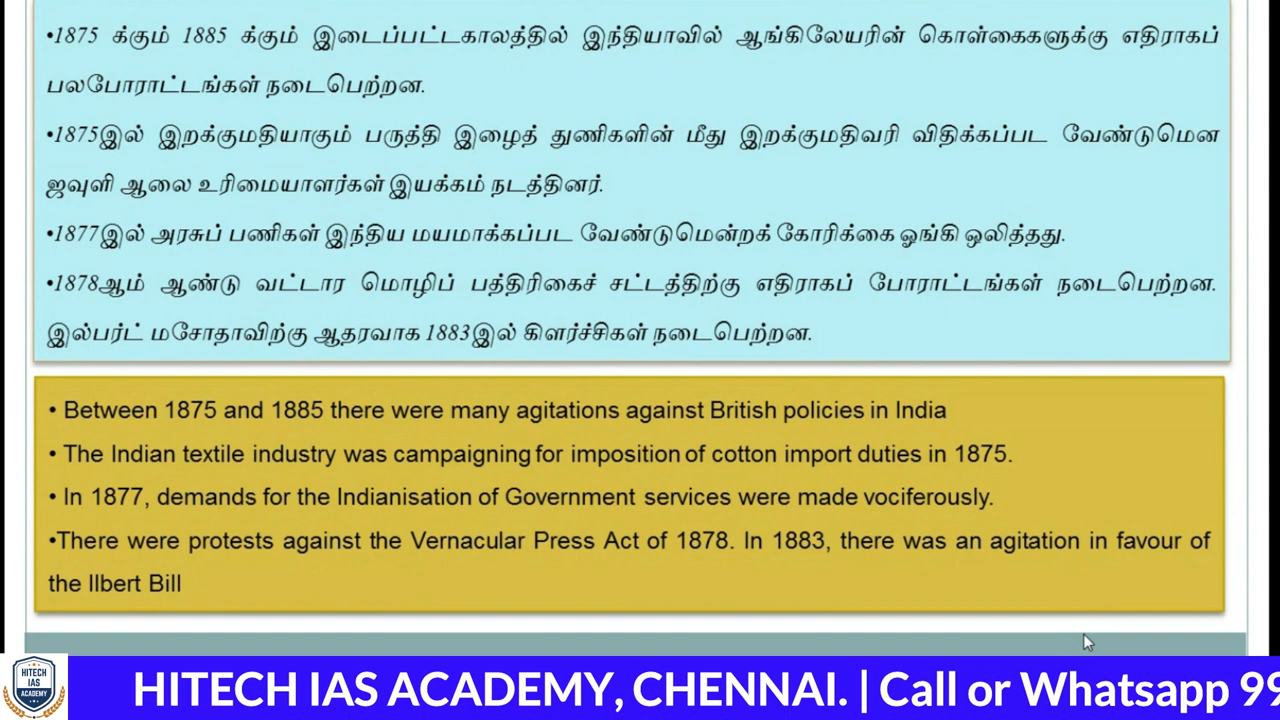 •1875 க்கும் 1885 க்கும் இடைப்பட்டகாலத்தில் இந்தியாவில் ஆங்கிலேயரின் கொள்கைகளுக்கு எதிராகப்
பலபோராட்டங்கள் நடைபெற்றன.
•1875இல் இறக்குமதியாகும் பருத்தி இழைத் துணிகளின் மீது இறக்குமதிவரி விதிக்கப்பட வேண்டுமென
ஜவுளி ஆலை உரிமையாளர்கள் இயக்கம் நடத்தினர்.
•1877இல் அரசுப் பணிகள் இந்திய மயமாக்கப்பட வேண்டுமென்றக் கோரிக்கை ஓங்கி ஒலித்தது.
•1878ஆம் ஆண்டு வட்டார மொழிப் பத்திரிகைச் சட்டத்திற்கு எதிராகப் போராட்டங்கள் நடைபெற்றன.
இல்பர்ட் மசோதாவிற்கு ஆதரவாக 1883இல் கிளர்ச்சிகள் நடைபெற்றன.
• Between 1875 and 1885 there were many agitations against British policies in India
• The Indian textile industry was campaigning for imposition of cotton import duties in 1875.
• In 1877, demands for the Indianisation of Government services were made vociferously.
•There were protests against the Vernacular Press Act of 1878. In 1883, there was an agitation in favour of
the Ilbert Bill
HITECH
IAS
ACADEMY
HITECH IAS ACADEMY, CHENNAI. | Call or Whatsapp 99